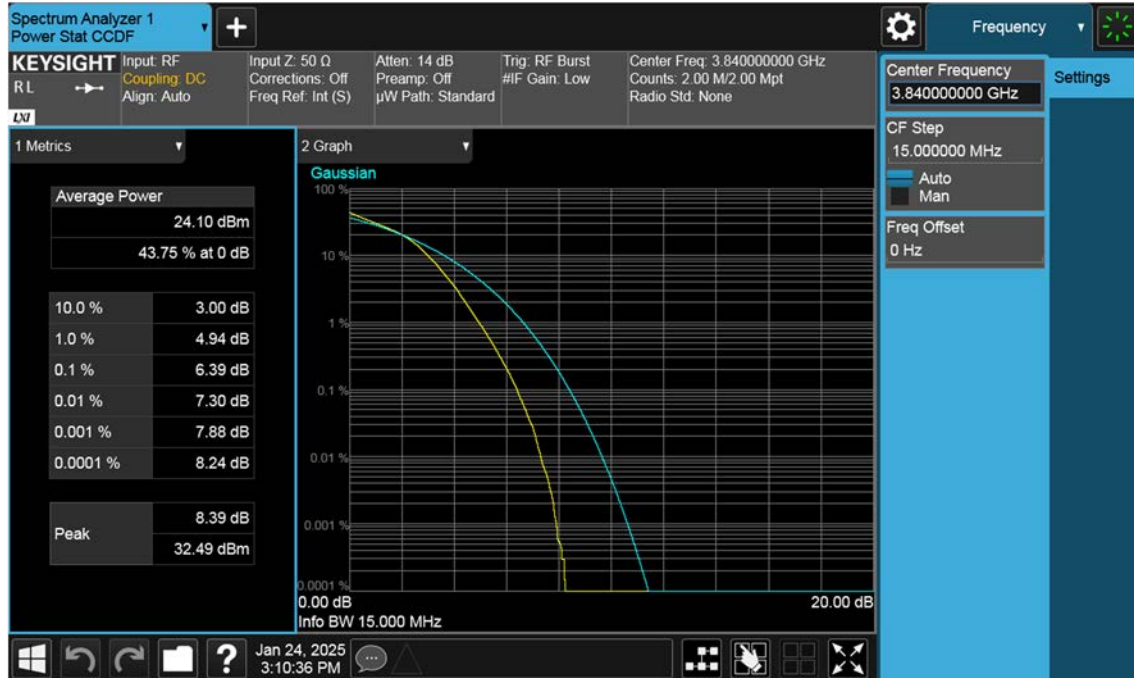 Spectrum Analyzer 1
Power Stat CCDF
Frequency
KEYSIGHT
R L
LXI
Input: RF
Coupling: DC
Align: Auto
Input Z: 50 Ω
Corrections: Off
Freq Ref: Int (S)
Atten: 14 dB
Preamp: Off
µW Path: Standard
Trig: RF Burst
#IF Gain: Low
Center Freq: 3.840000000 GHz
Counts: 2.00 M/2.00 Mpt
Radio Std: None
Center Frequency
3.840000000 GHz
Settings
CF Step
15.000000 MHz
Auto
Man
Freq Offset
0 Hz
1 Metrics
Average Power
24.10 dBm
43.75 % at 0 dB
10.0 % 3.00 dB
1.0 % 4.94 dB
0.1 % 6.39 dB
0.01 % 7.30 dB
0.001 % 7.88 dB
0.0001 % 8.24 dB
Peak
8.39 dB
32.49 dBm
2 Graph
Gaussian
100 %
10 %
1 %
0.1 %
0.01 %
0.001 %
0.0001 %
0.00 dB 20.00 dB
Info BW 15.000 MHz
?
Jan 24, 2025
3:10:36 PM